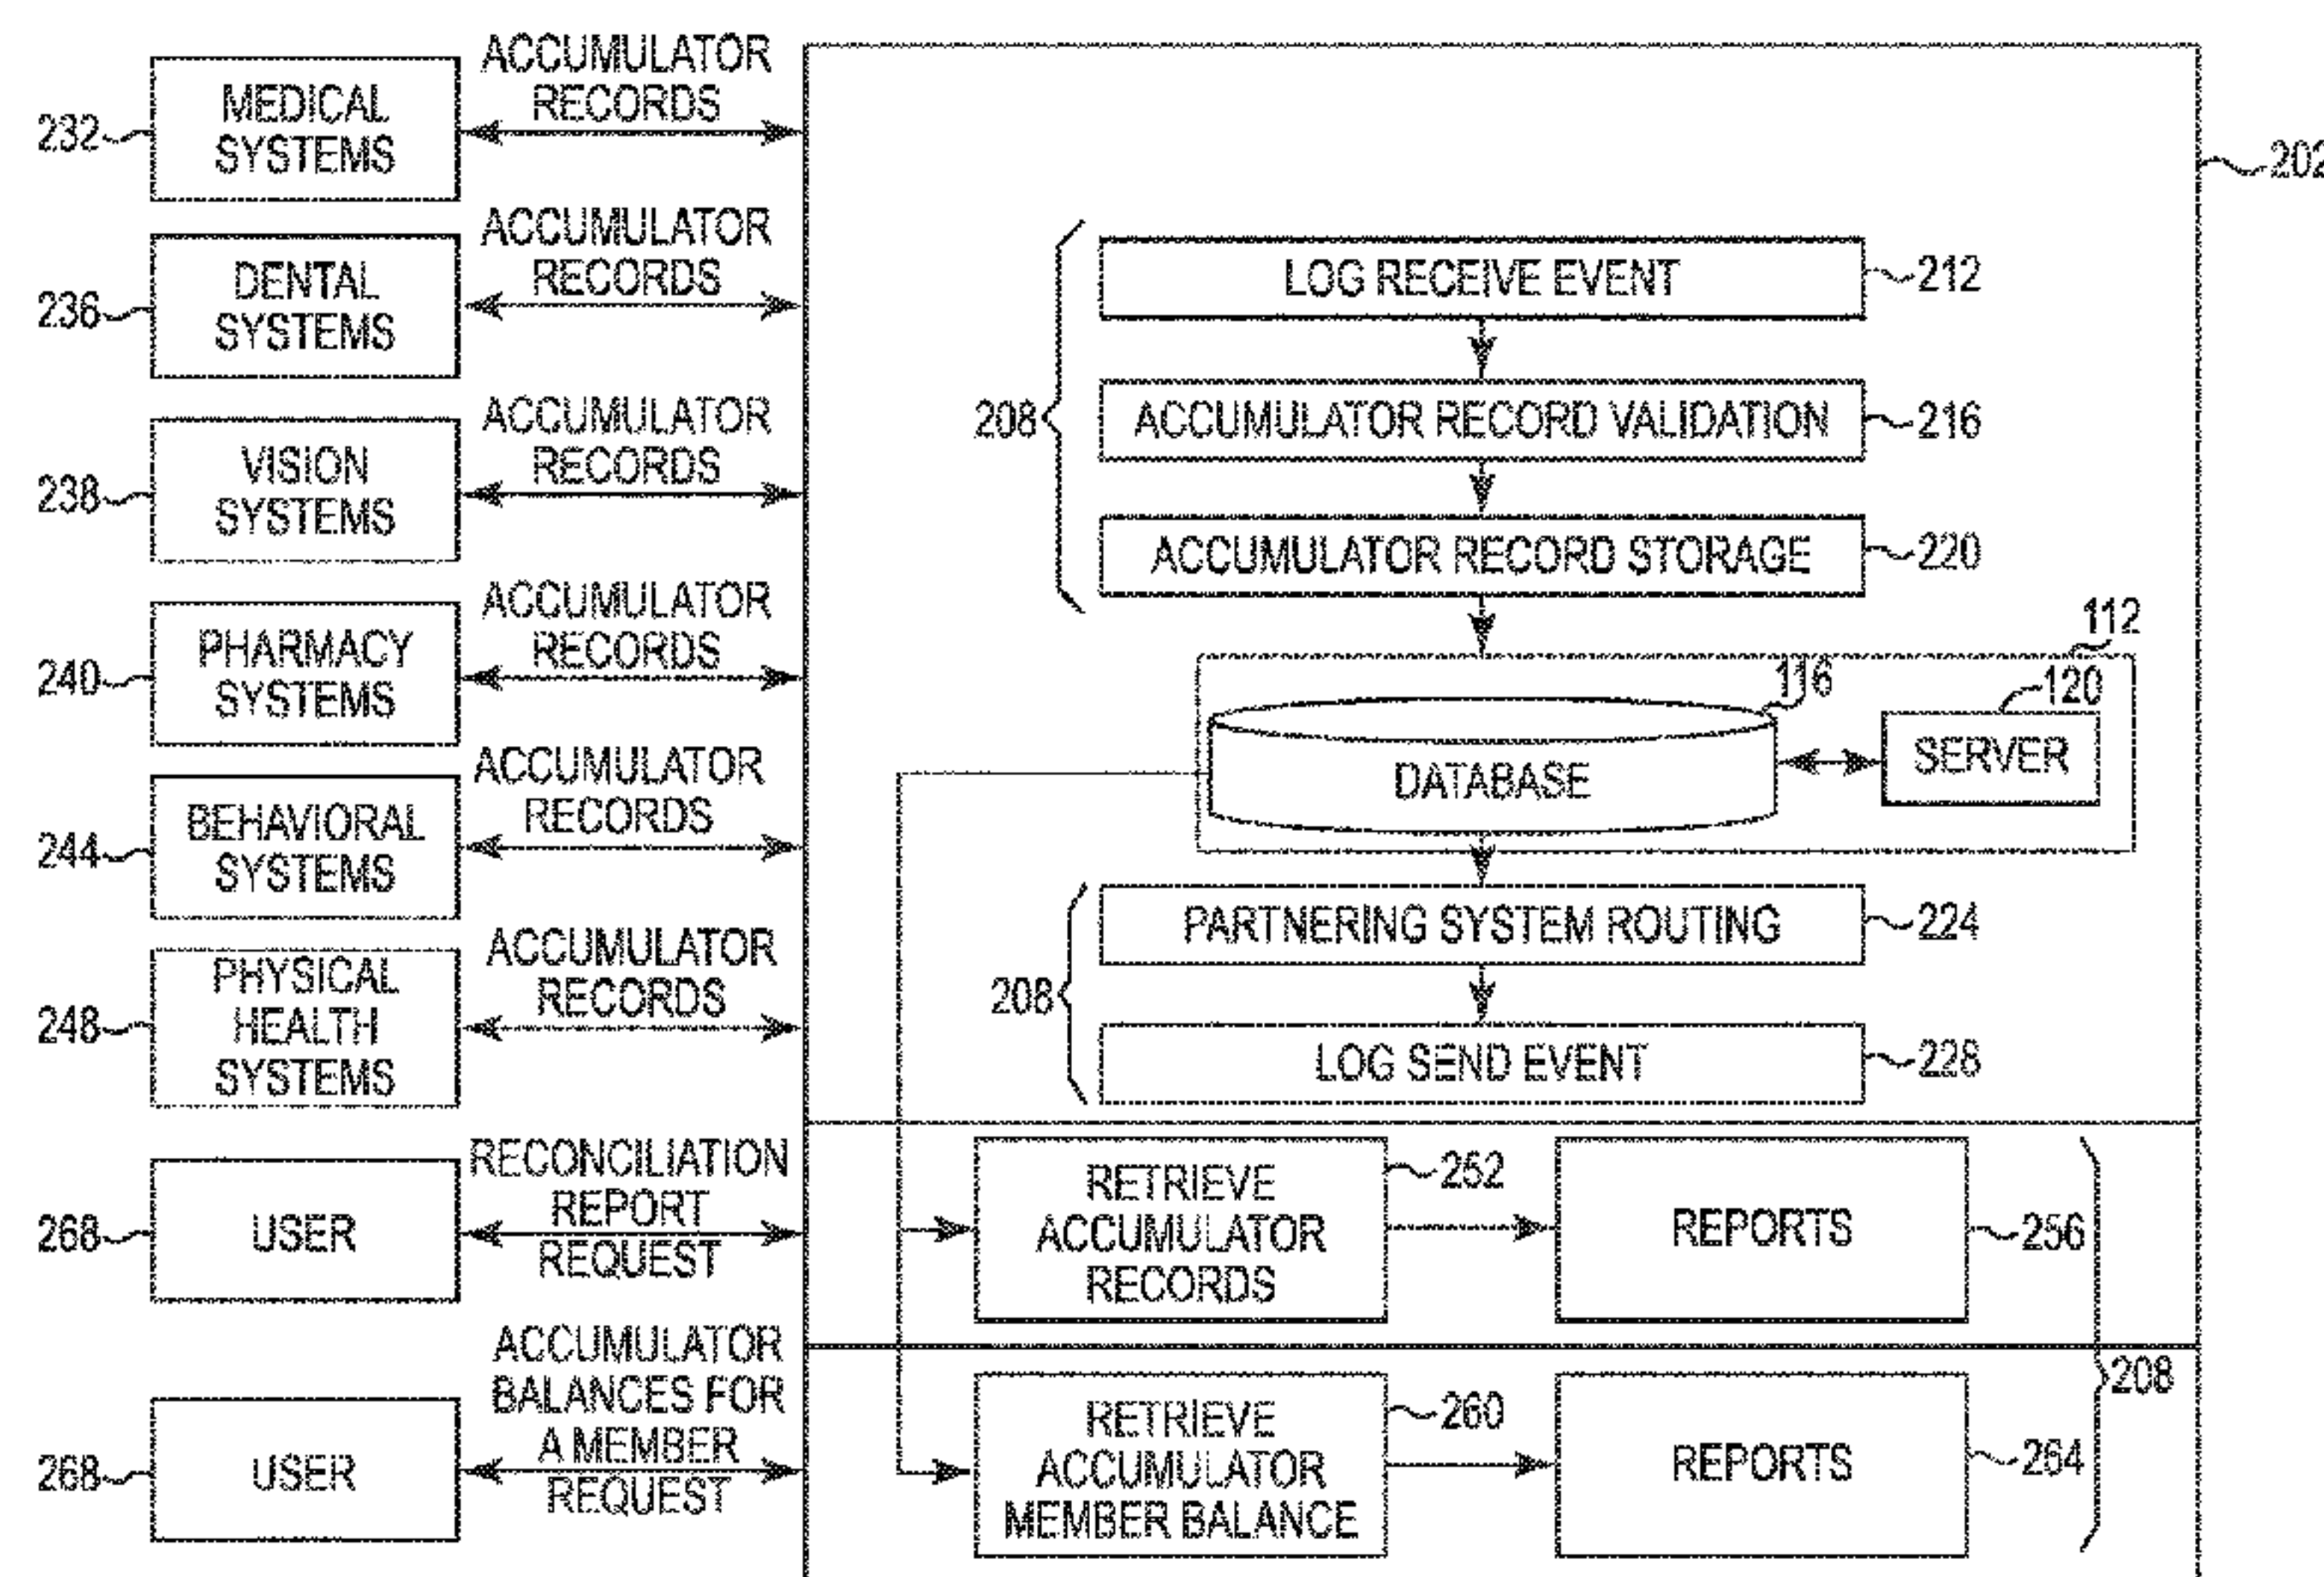 ACCUMULATOR
RECORDS
MEDICAL
SYSTEMS
232
202
ACCUMULATOR
RECORDS
DENTAL
SYSTEMS
236
LOG RECEIVE EVENT
212
ACCUMULATOR
RECORDS
VISION
SYSTEMS
238
208
ACCUMULATOR RECORD VALIDATION
216
ACCUMULATOR RECORD STORAGE
220
ACCUMULATOR
RECORDS
PHARMACY
SYSTEMS
240
112
116
120
DATABASE
SERVER
ACCUMULATOR
RECORDS
BEHAVIORAL
SYSTEMS
244
ACCUMULATOR
RECORDS
PHYSICAL
HEALTH
SYSTEMS
248
208
PARTNERING SYSTEM ROUTING
224
LOG SEND EVENT
228
RECONCILIATION
REPORT
REQUEST
USER
268
RETRIEVE
ACCUMULATOR
RECORDS
252
REPORTS
256
208
ACCUMULATOR
BALANCES FOR
A MEMBER
REQUEST
USER
268
RETRIEVE
ACCUMULATOR
MEMBER BALANCE
260
REPORTS
264